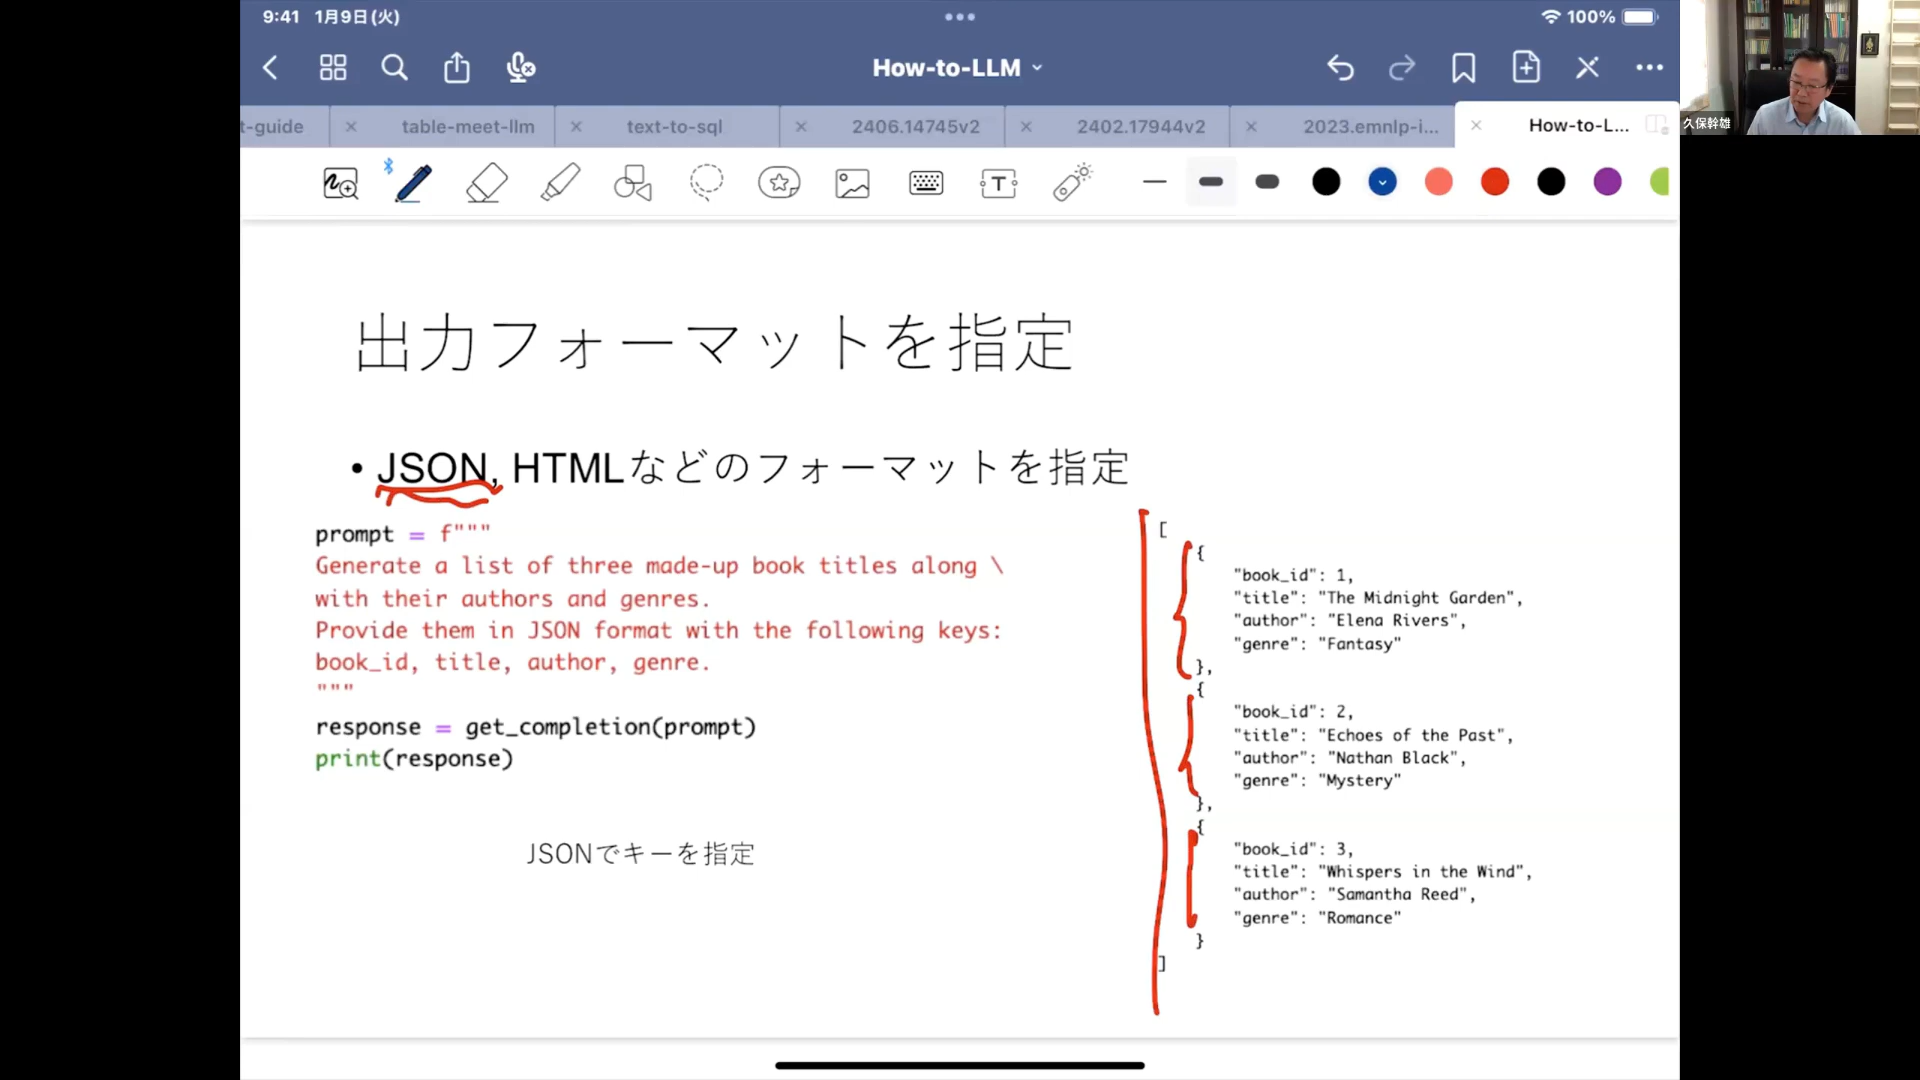 9:41 1月9日(火)
100%
How-to-LLM
t-guide
table-meet-llm
text-to-sql
2406.14745v2
2402.17944v2
2023.emnlp-i...
How-to-L...
久保幹雄
出力フォーマットを指定
• JSON, HTMLなどのフォーマットを指定
prompt = f"""
Generate a list of three made-up book titles along \
with their authors and genres.
Provide them in JSON format with the following keys:
book_id, title, author, genre.
"""
response = get_completion(prompt)
print(response)
JSONでキーを指定
[
{
"book_id": 1,
"title": "The Midnight Garden",
"author": "Elena Rivers",
"genre": "Fantasy"
},
{
"book_id": 2,
"title": "Echoes of the Past",
"author": "Nathan Black",
"genre": "Mystery"
},
{
"book_id": 3,
"title": "Whispers in the Wind",
"author": "Samantha Reed",
"genre": "Romance"
}
]